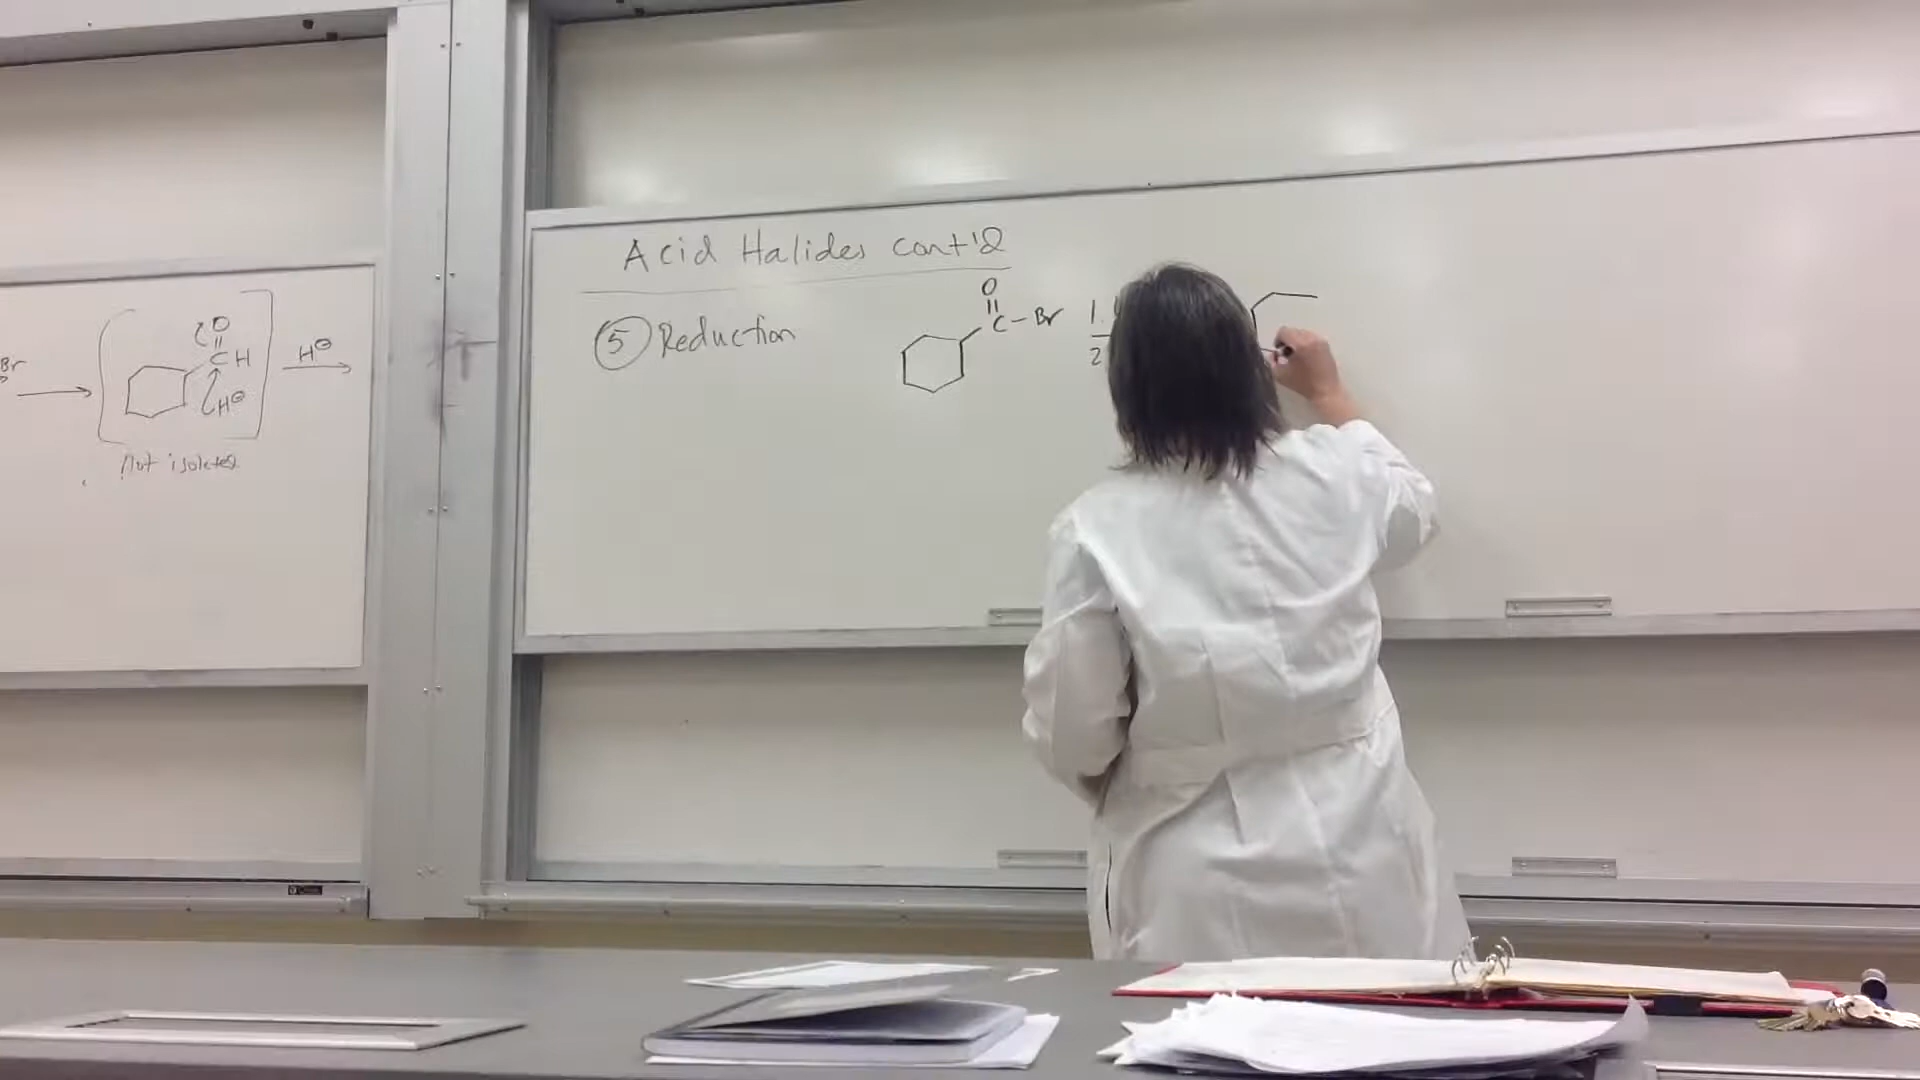 Br
O
C H
H⊖
H⊖
not isolated
Acid Halides cont'd
⑤ Reduction
O
C - Br
1.
2